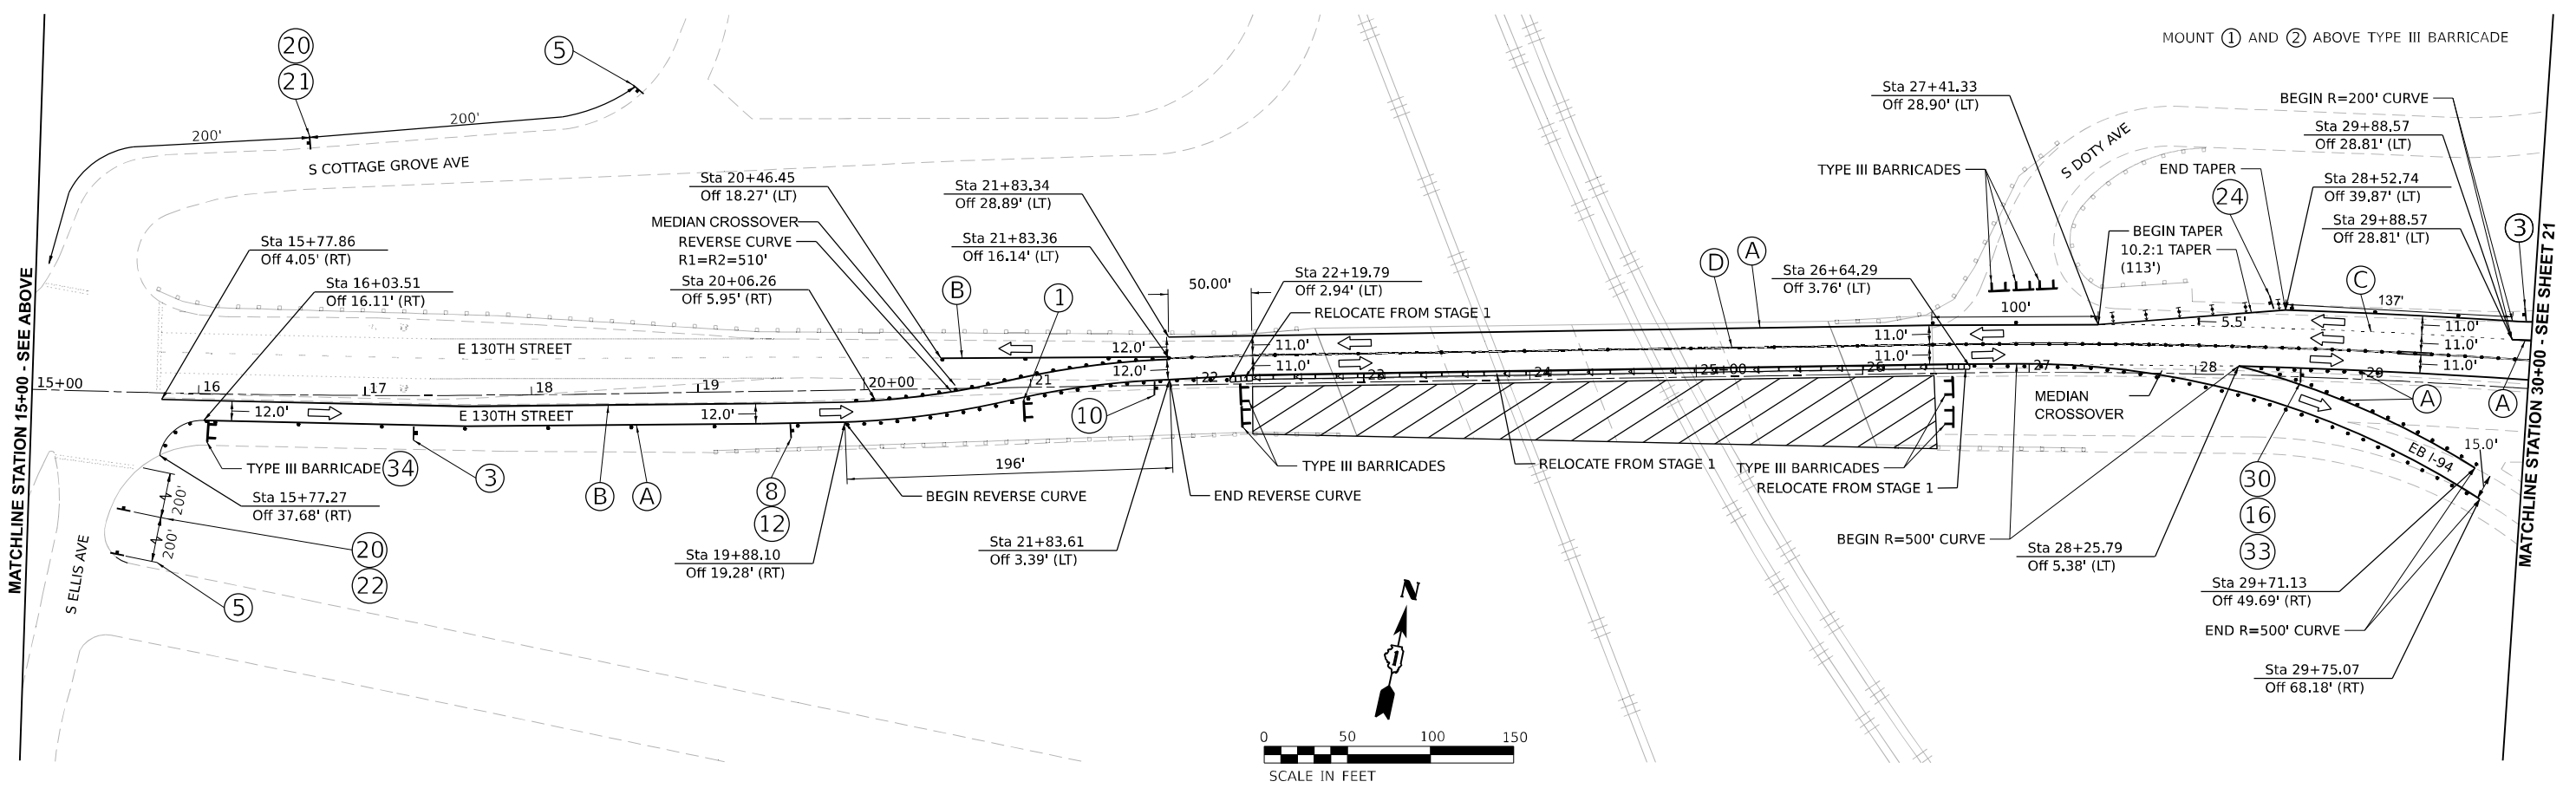 MOUNT 1 AND 2 ABOVE TYPE III BARRICADE
20
21
5
200'
200'
S COTTAGE GROVE AVE
MATCHLINE STATION 15+00 - SEE ABOVE
Sta 15+77.86
Off 4.05' (RT)
Sta 16+03.51
Off 16.11' (RT)
Sta 20+46.45
Off 18.27' (LT)
MEDIAN CROSSOVER
REVERSE CURVE
R1=R2=510'
Sta 20+06.26
Off 5.95' (RT)
Sta 21+83.34
Off 28.89' (LT)
Sta 21+83.36
Off 16.14' (LT)
B
1
50.00'
Sta 22+19.79
Off 2.94' (LT)
RELOCATE FROM STAGE 1
D
A
Sta 26+64.29
Off 3.76' (LT)
Sta 27+41.33
Off 28.90' (LT)
TYPE III BARRICADES
S DOTY AVE
BEGIN TAPER
10.2:1 TAPER
(113')
END TAPER
24
BEGIN R=200' CURVE
Sta 29+88.57
Off 28.81' (LT)
Sta 28+52.74
Off 39.87' (LT)
Sta 29+88.57
Off 28.81' (LT)
3
C
137'
100'
5.5'
11.0'
11.0'
11.0'
MATCHLINE STATION 30+00 - SEE SHEET 21
E 130TH STREET
12.0'
12.0'
11.0'
11.0'
11.0'
11.0'
15+00
16
17
18
19
20+00
21
22
23
24
25+00
26
27
28
29
12.0'
E 130TH STREET
12.0'
10
MEDIAN
CROSSOVER
A
A
15.0'
EB I-94
TYPE III BARRICADE
34
3
B
A
8
12
196'
BEGIN REVERSE CURVE
END REVERSE CURVE
TYPE III BARRICADES
RELOCATE FROM STAGE 1
TYPE III BARRICADES
RELOCATE FROM STAGE 1
30
16
33
Sta 15+77.27
Off 37.68' (RT)
200'
200'
S ELLIS AVE
20
22
5
Sta 19+88.10
Off 19.28' (RT)
Sta 21+83.61
Off 3.39' (LT)
BEGIN R=500' CURVE
Sta 28+25.79
Off 5.38' (LT)
Sta 29+71.13
Off 49.69' (RT)
END R=500' CURVE
Sta 29+75.07
Off 68.18' (RT)
N
1
0 50 100 150
SCALE IN FEET